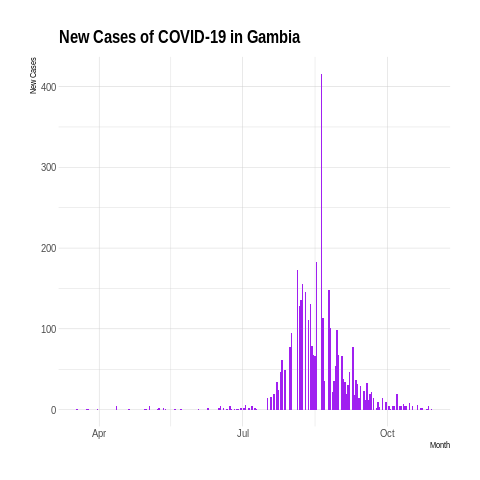 New Cases of COVID-19 in Gambia
New Cases
400
300
200
100
0
Apr
Jul
Oct
Month